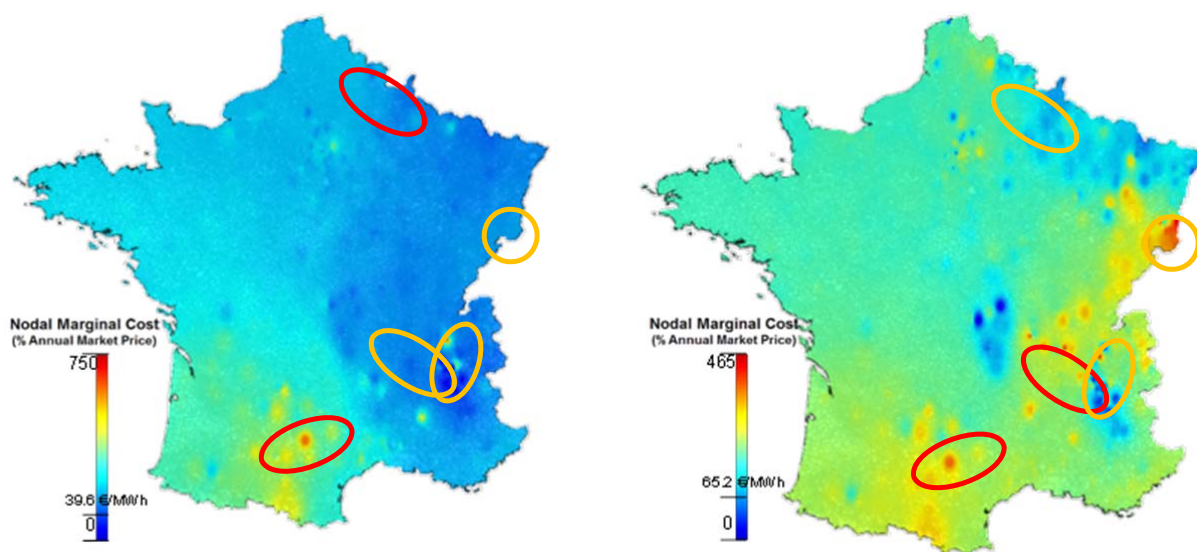 Nodal Marginal Cost
(% Annual Market Price)
750
39.6 €/MWh
0
Nodal Marginal Cost
(% Annual Market Price)
465
65.2 €/MWh
0